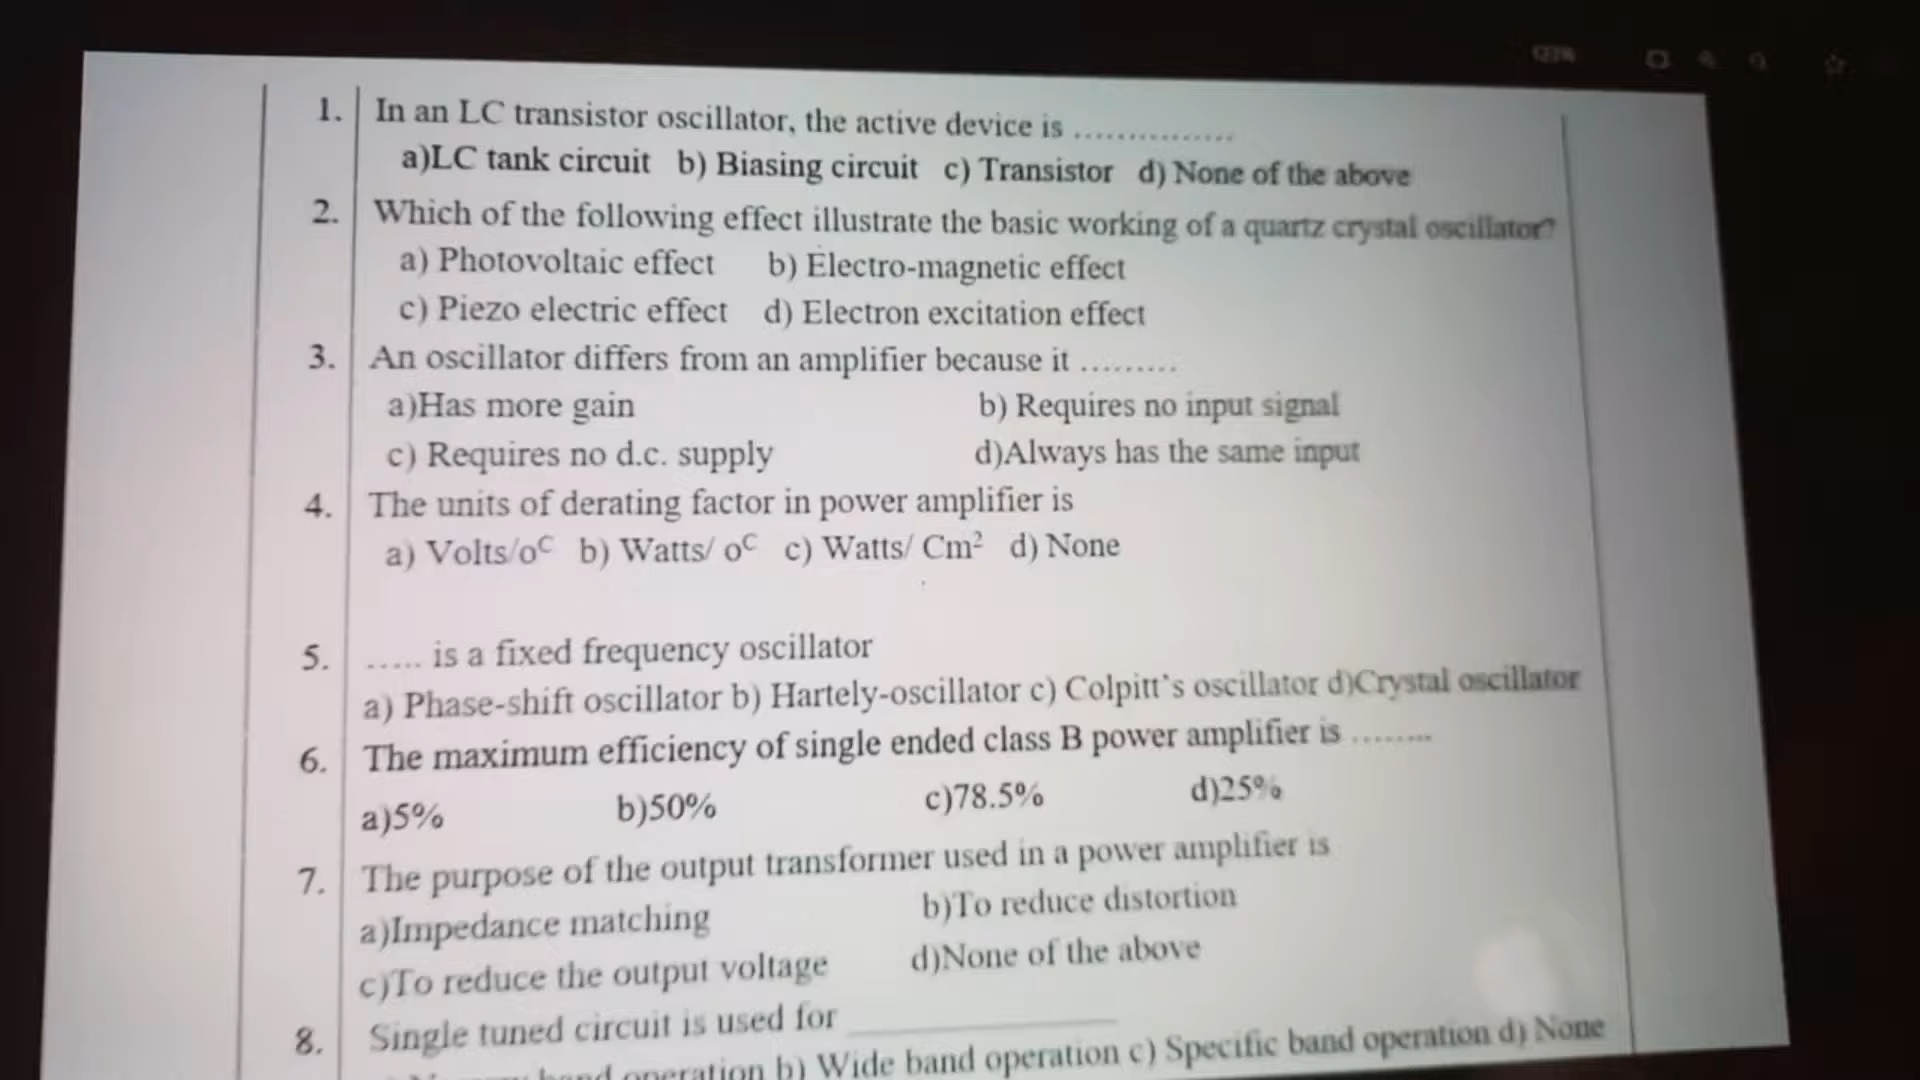 1. In an LC transistor oscillator, the active device is ...............
a)LC tank circuit b) Biasing circuit c) Transistor d) None of the above
2. Which of the following effect illustrate the basic working of a quartz crystal oscillator?
a) Photovoltaic effect b) Electro-magnetic effect
c) Piezo electric effect d) Electron excitation effect
3. An oscillator differs from an amplifier because it .........
a)Has more gain b) Requires no input signal
c) Requires no d.c. supply d)Always has the same input
4. The units of derating factor in power amplifier is
a) Volts/oᶜ b) Watts/ oᶜ c) Watts/ Cm² d) None
5. ..... is a fixed frequency oscillator
a) Phase-shift oscillator b) Hartely-oscillator c) Colpitt's oscillator d)Crystal oscillator
6. The maximum efficiency of single ended class B power amplifier is ........
a)5% b)50% c)78.5% d)25%
7. The purpose of the output transformer used in a power amplifier is
a)Impedance matching b)To reduce distortion
c)To reduce the output voltage d)None of the above
8. Single tuned circuit is used for ____________
band operation b) Wide band operation c) Specific band operation d) None